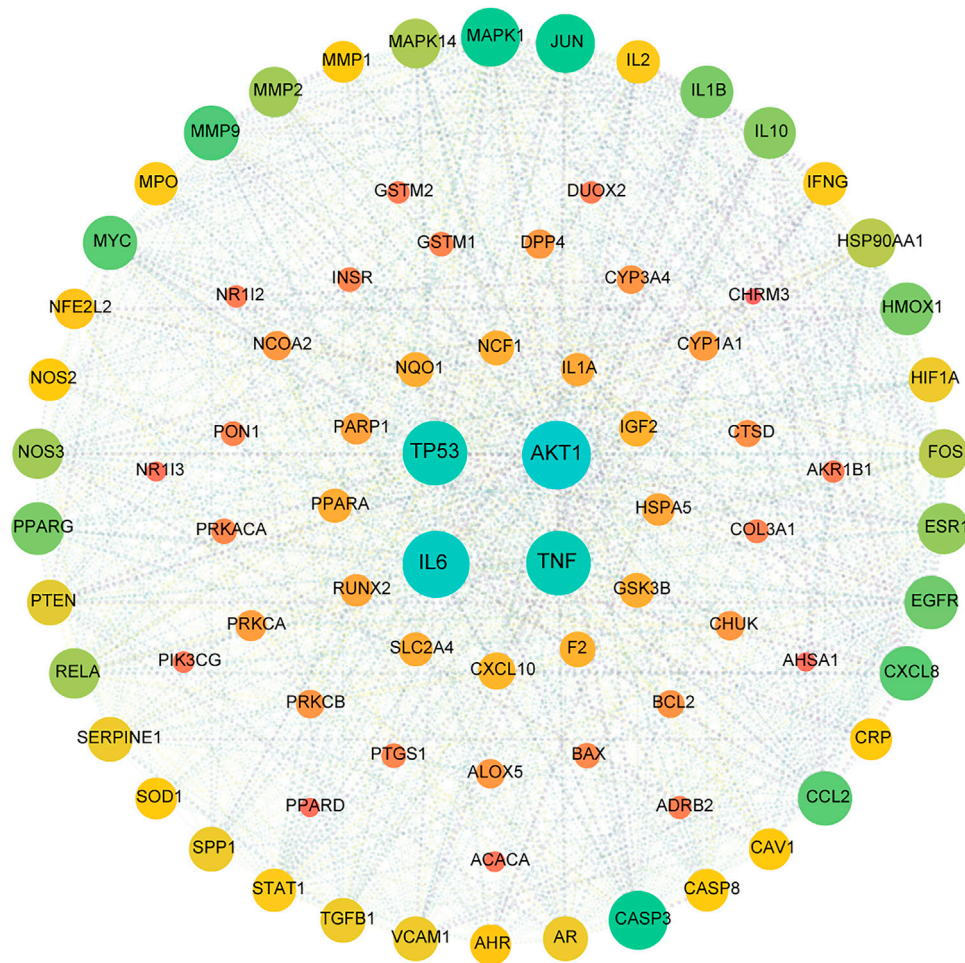 MAPK1
JUN
MAPK14
IL2
MMP1
IL1B
MMP2
IL10
MMP9
IFNG
MPO
GSTM2
DUOX2
HSP90AA1
MYC
GSTM1
DPP4
INSR
CYP3A4
NR1I2
CHRM3
HMOX1
NFE2L2
NCOA2
NCF1
CYP1A1
NQO1
IL1A
NOS2
HIF1A
PON1
PARP1
IGF2
CTSD
NOS3
TP53
AKT1
FOS
NR1I3
AKR1B1
PPARA
HSPA5
PPARG
PRKACA
COL3A1
ESR1
IL6
TNF
PTEN
RUNX2
GSK3B
EGFR
PRKCA
CHUK
SLC2A4
F2
RELA
PIK3CG
CXCL10
AHSA1
CXCL8
PRKCB
BCL2
SERPINE1
CRP
PTGS1
BAX
ALOX5
SOD1
PPARD
ADRB2
CCL2
SPP1
CAV1
ACACA
STAT1
CASP8
TGFB1
CASP3
VCAM1
AHR
AR